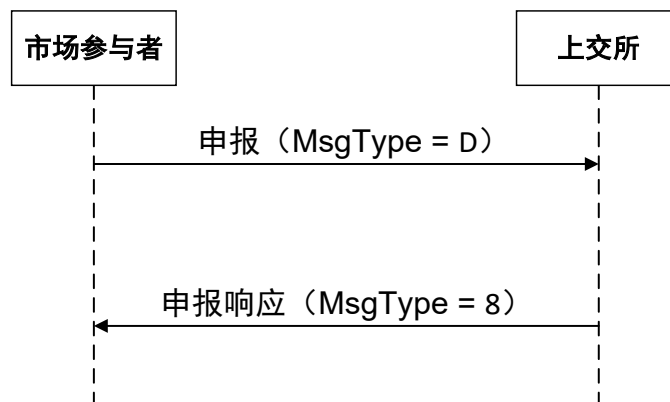 市场参与者
上交所
申报（MsgType = D）
申报响应（MsgType = 8）